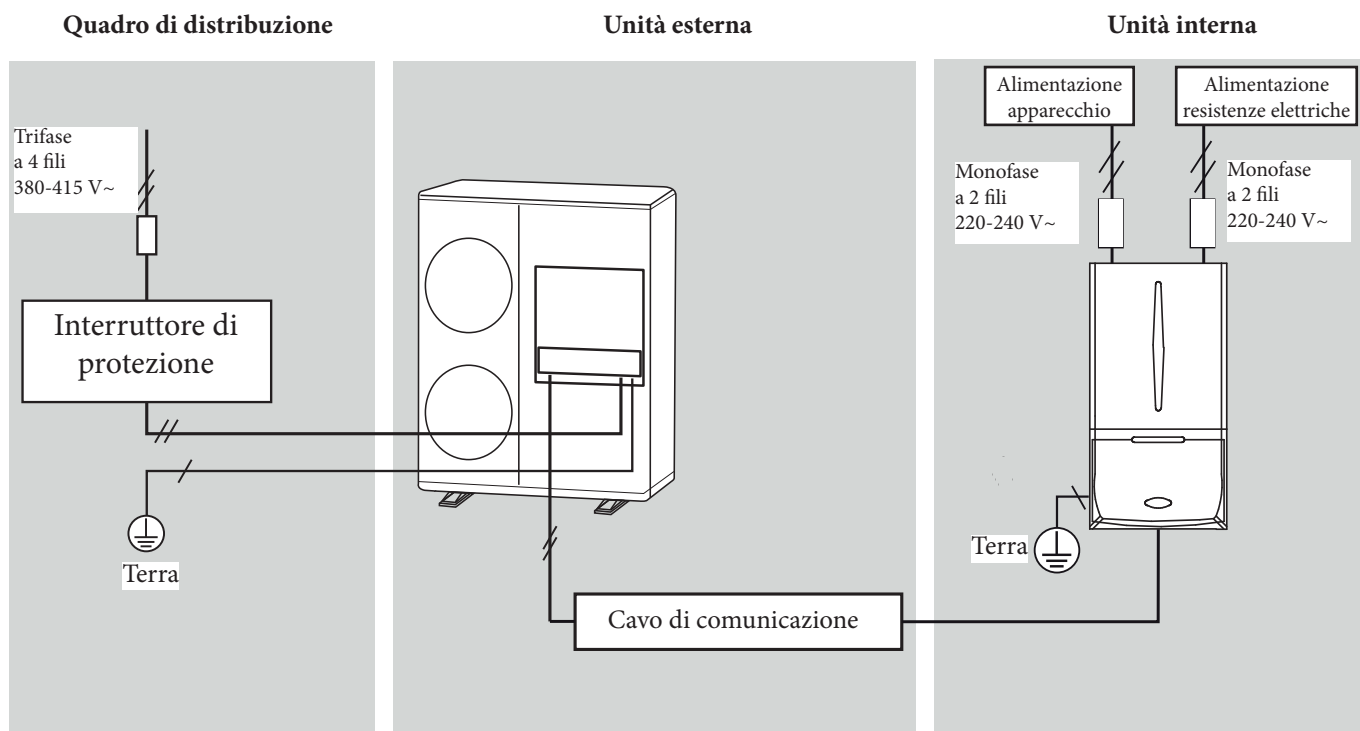 Quadro di distribuzione
Unità esterna
Unità interna
Trifase
a 4 fili
380-415 V~
Interruttore di
protezione
Terra
Cavo di comunicazione
Alimentazione
apparecchio
Alimentazione
resistenze elettriche
Monofase
a 2 fili
220-240 V~
Monofase
a 2 fili
220-240 V~
Terra